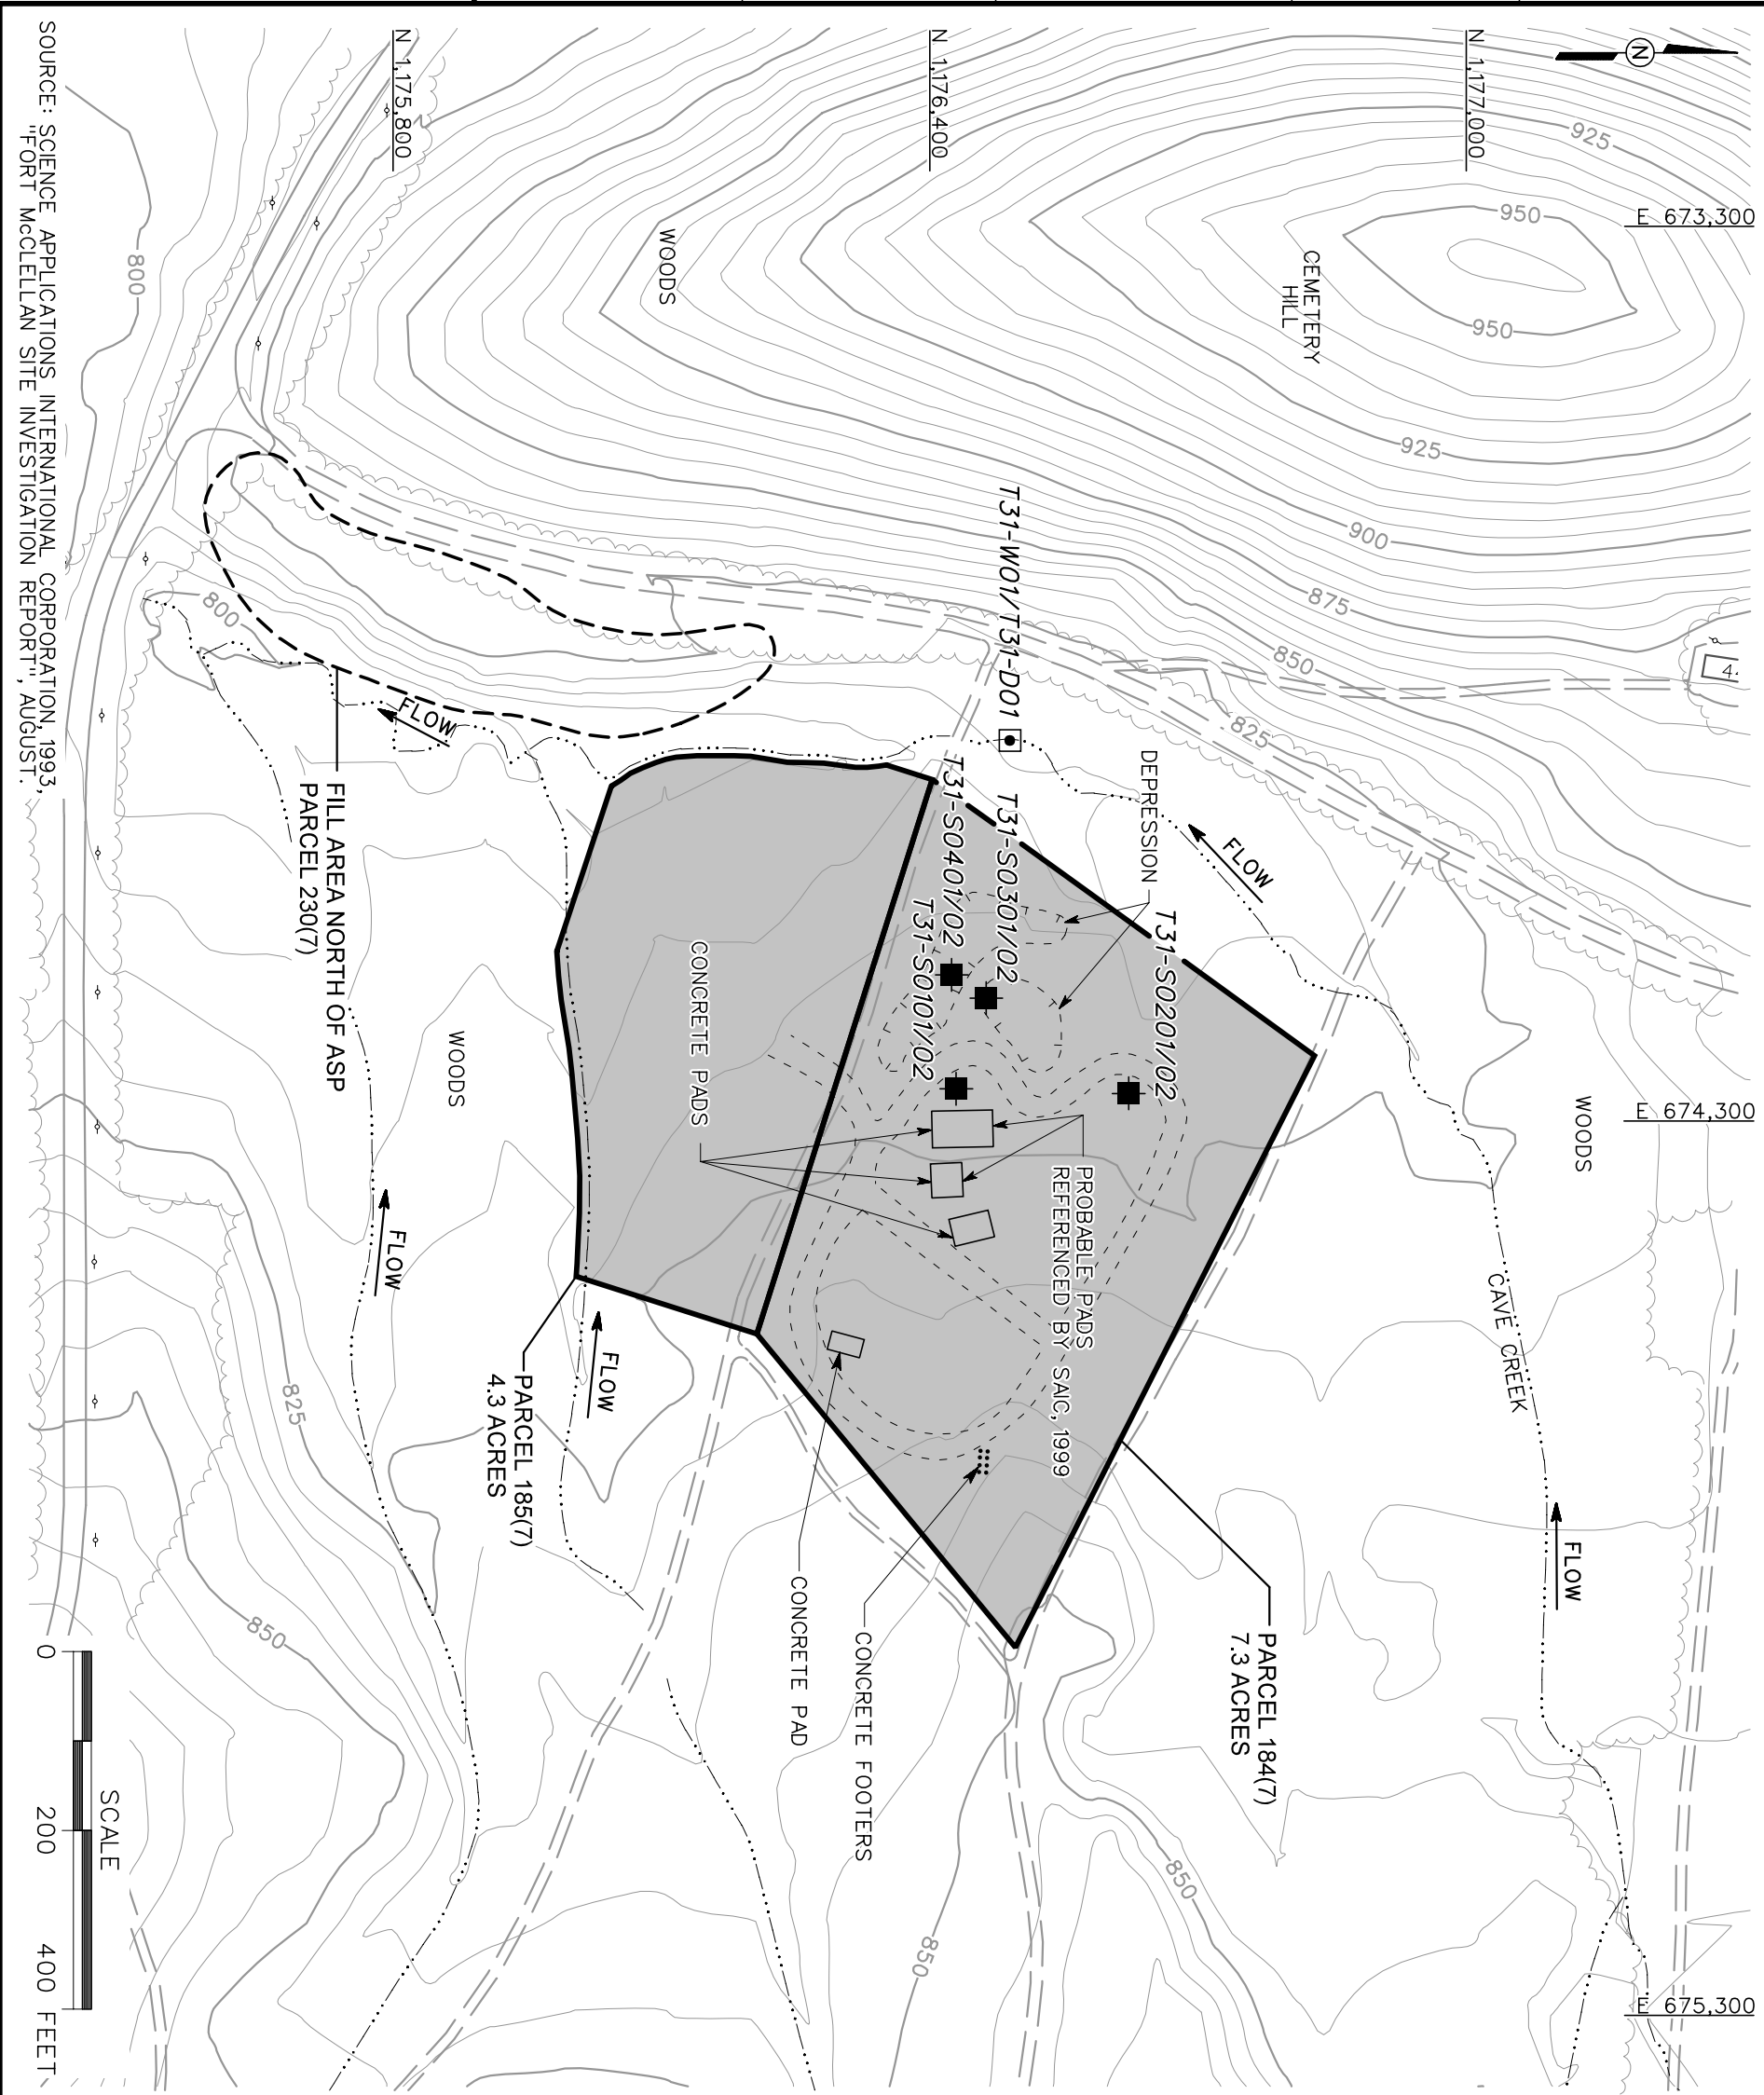 N
N 1,177,000
N 1,176,400
N 1,175,800
E 673,300
E 674,300
E 675,300
925
950
950
CEMETERY
HILL
925
900
875
850
825
WOODS
800
T31-W01/T31-D01
DEPRESSION
FLOW
T31-S0201/02
T31-S0301/02
T31-S0401/02
T31-S0101/02
CONCRETE PADS
PROBABLE PADS
REFERENCED BY SAIC, 1999
WOODS
CAVE CREEK
FLOW
PARCEL 184(7)
7.3 ACRES
CONCRETE FOOTERS
CONCRETE PAD
850
850
FLOW
800
FILL AREA NORTH OF ASP
PARCEL 230(7)
WOODS
FLOW
FLOW
PARCEL 185(7)
4.3 ACRES
825
850
SCALE
0 200 400 FEET
SOURCE: SCIENCE APPLICATIONS INTERNATIONAL CORPORATION, 1993,
"FORT McCLELLAN SITE INVESTIGATION REPORT", AUGUST.